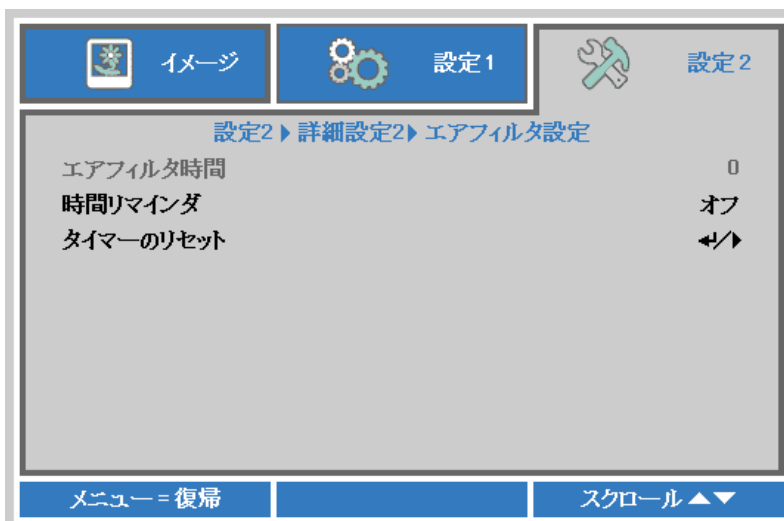 イメージ 設定1 設定2
設定2 ▶ 詳細設定2 ▶ エアフィルタ設定
エアフィルタ時間 0
時間リマインダ オフ
タイマーのリセット ↵/▶
メニュー = 復帰 スクロール ▲▼